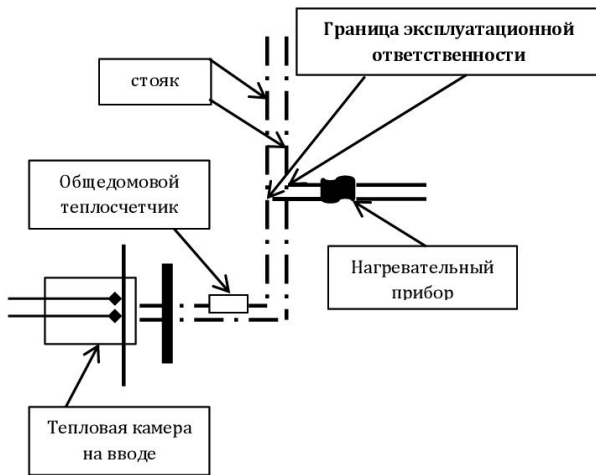 Граница эксплуатационной
ответственности
стояк
Общедомовой
теплосчетчик
Нагревательный
прибор
Тепловая камера
на вводе